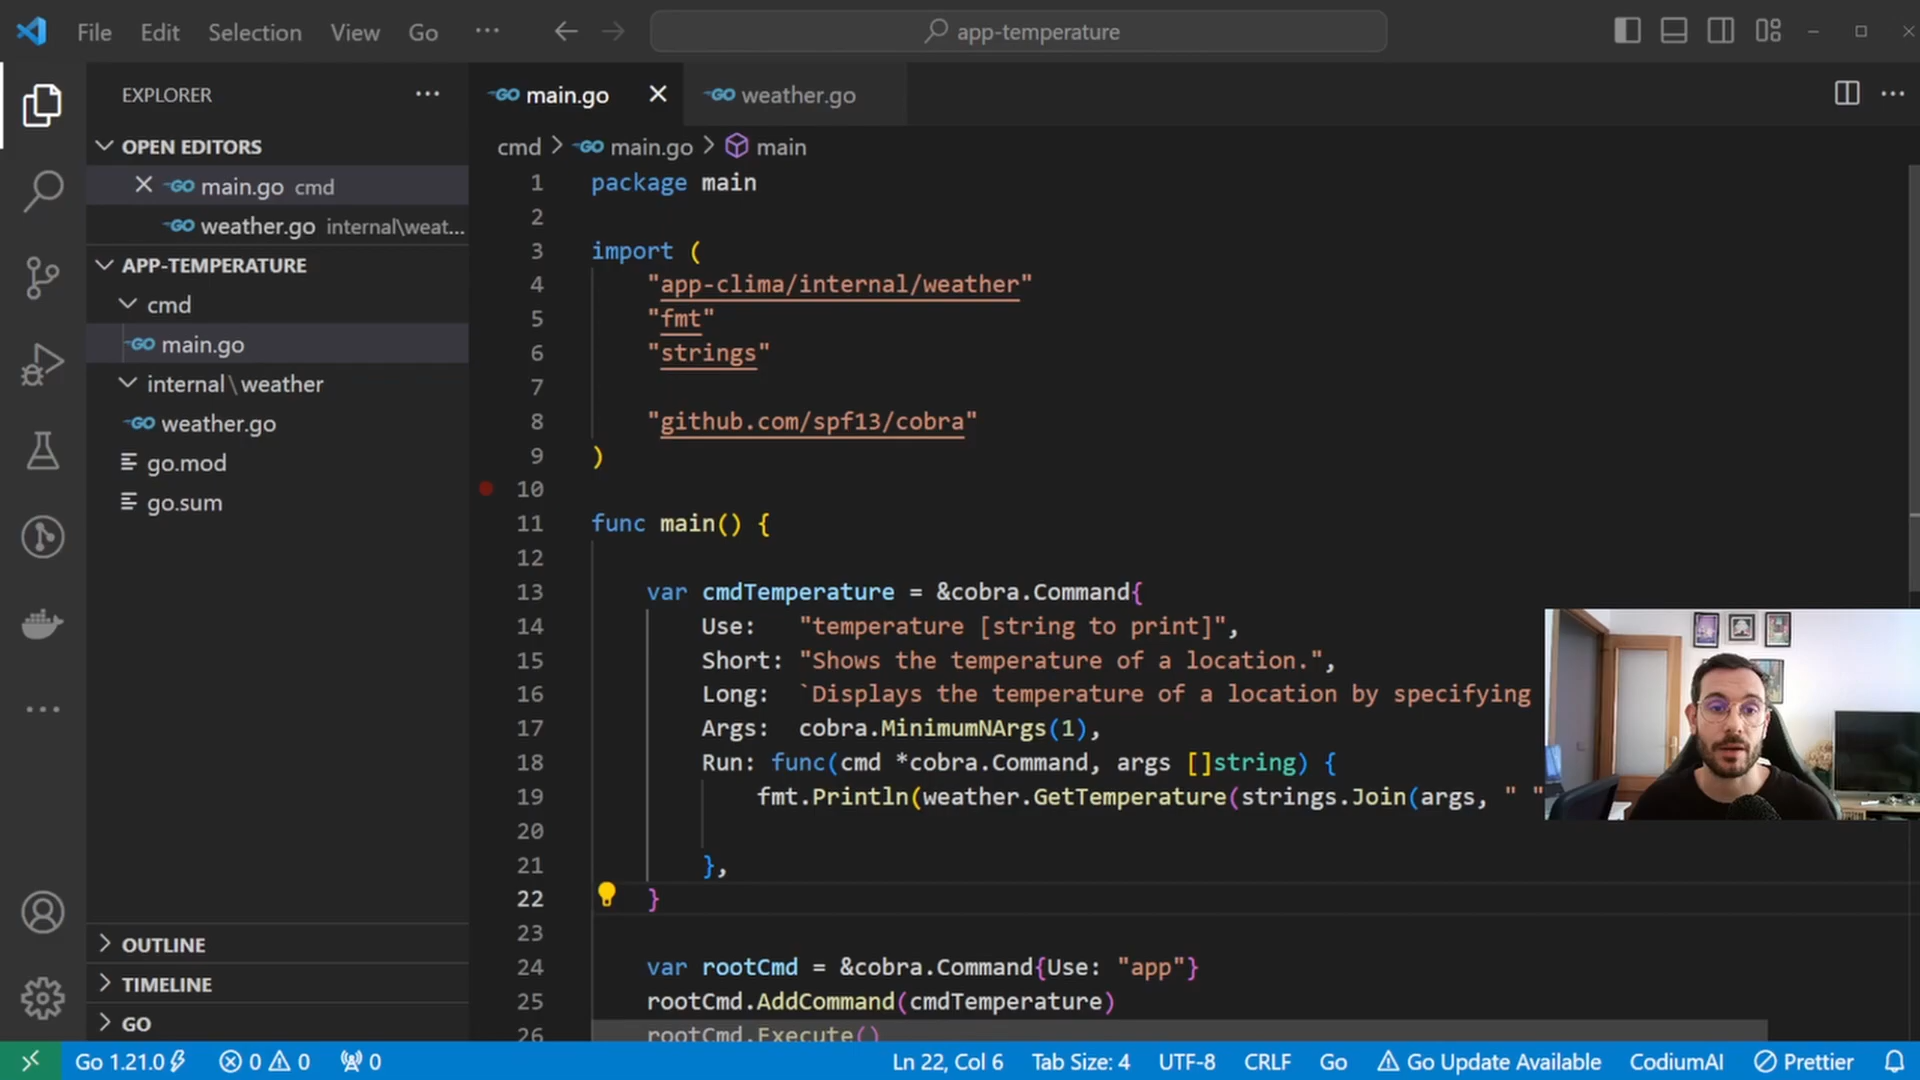 File Edit Selection View Go ··· app-temperature
EXPLORER ···
OPEN EDITORS
main.go cmd
weather.go internal\weat...
APP-TEMPERATURE
cmd
main.go
internal\weather
weather.go
go.mod
go.sum
OUTLINE
TIMELINE
GO
main.go weather.go
cmd > main.go > main
1 package main
2
3 import (
4 "app-clima/internal/weather"
5 "fmt"
6 "strings"
7
8 "github.com/spf13/cobra"
9 )
10
11 func main() {
12
13 var cmdTemperature = &cobra.Command{
14 Use: "temperature [string to print]",
15 Short: "Shows the temperature of a location.",
16 Long: `Displays the temperature of a location by specifying
17 Args: cobra.MinimumNArgs(1),
18 Run: func(cmd *cobra.Command, args []string) {
19 fmt.Println(weather.GetTemperature(strings.Join(args, " "
20
21 },
22 }
23
24 var rootCmd = &cobra.Command{Use: "app"}
25 rootCmd.AddCommand(cmdTemperature)
26 rootCmd.Execute()
Go 1.21.0 0 0 0 Ln 22, Col 6 Tab Size: 4 UTF-8 CRLF Go Go Update Available CodiumAI Prettier